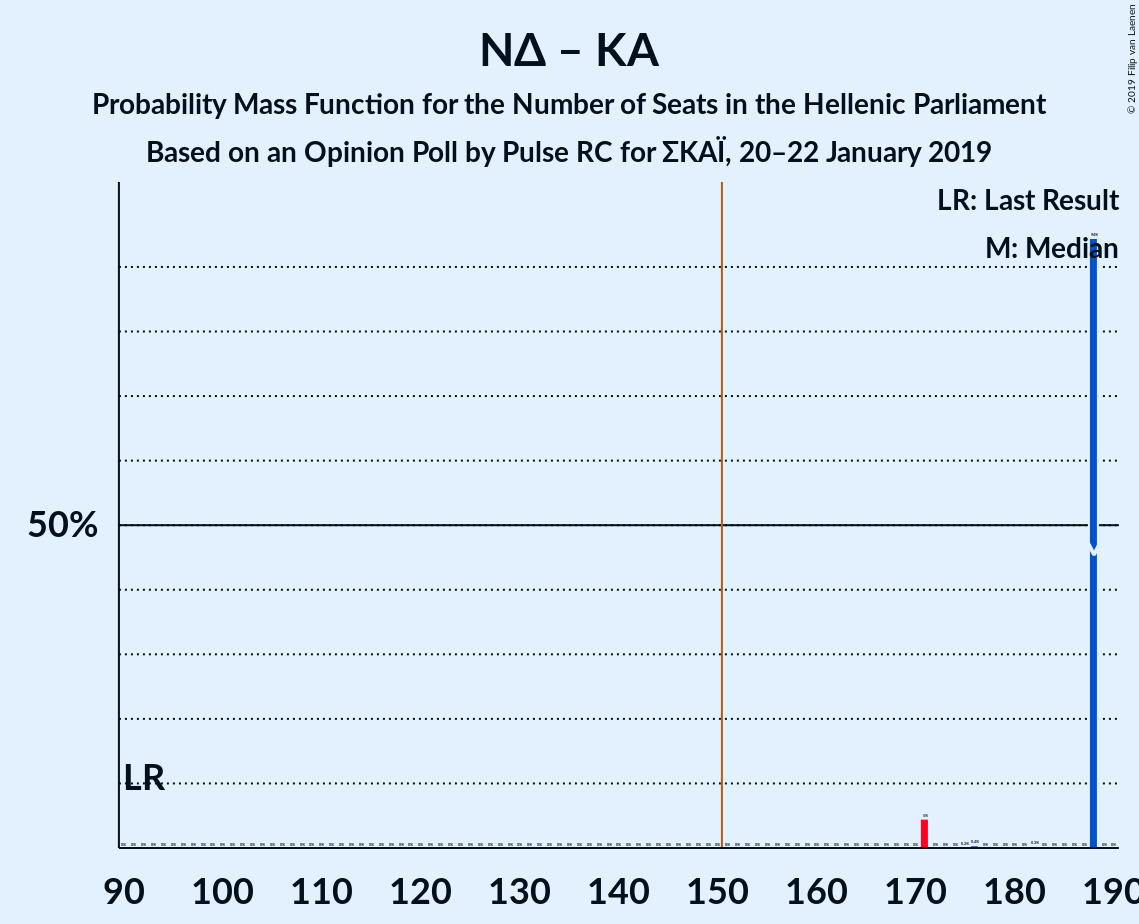 ΝΔ – ΚΑ
Probability Mass Function for the Number of Seats in the Hellenic Parliament
Based on an Opinion Poll by Pulse RC for ΣΚΑΪ, 20–22 January 2019
© 2019 Filip van Laenen
LR: Last Result
M: Median
50%
M
LR
90 100 110 120 130 140 150 160 170 180 190